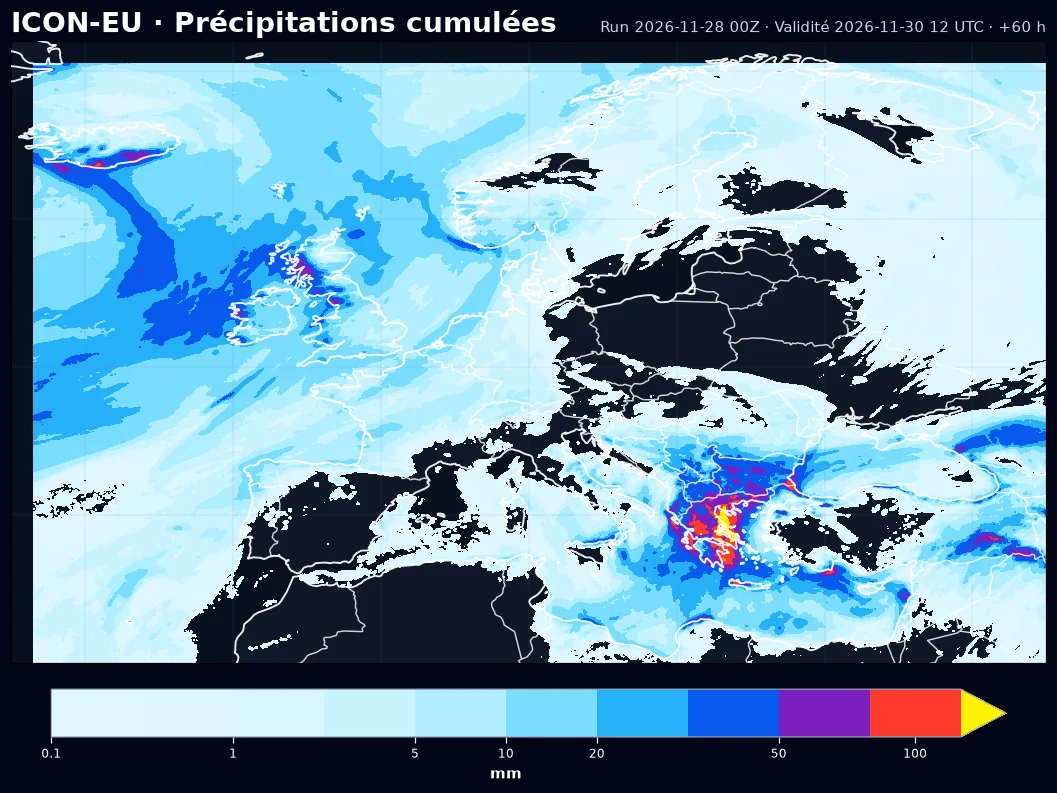 ICON-EU · Précipitations cumulées
Run 2026-11-28 00Z · Validité 2026-11-30 12 UTC · +60 h
0.1 1 5 10 20 50 100
mm